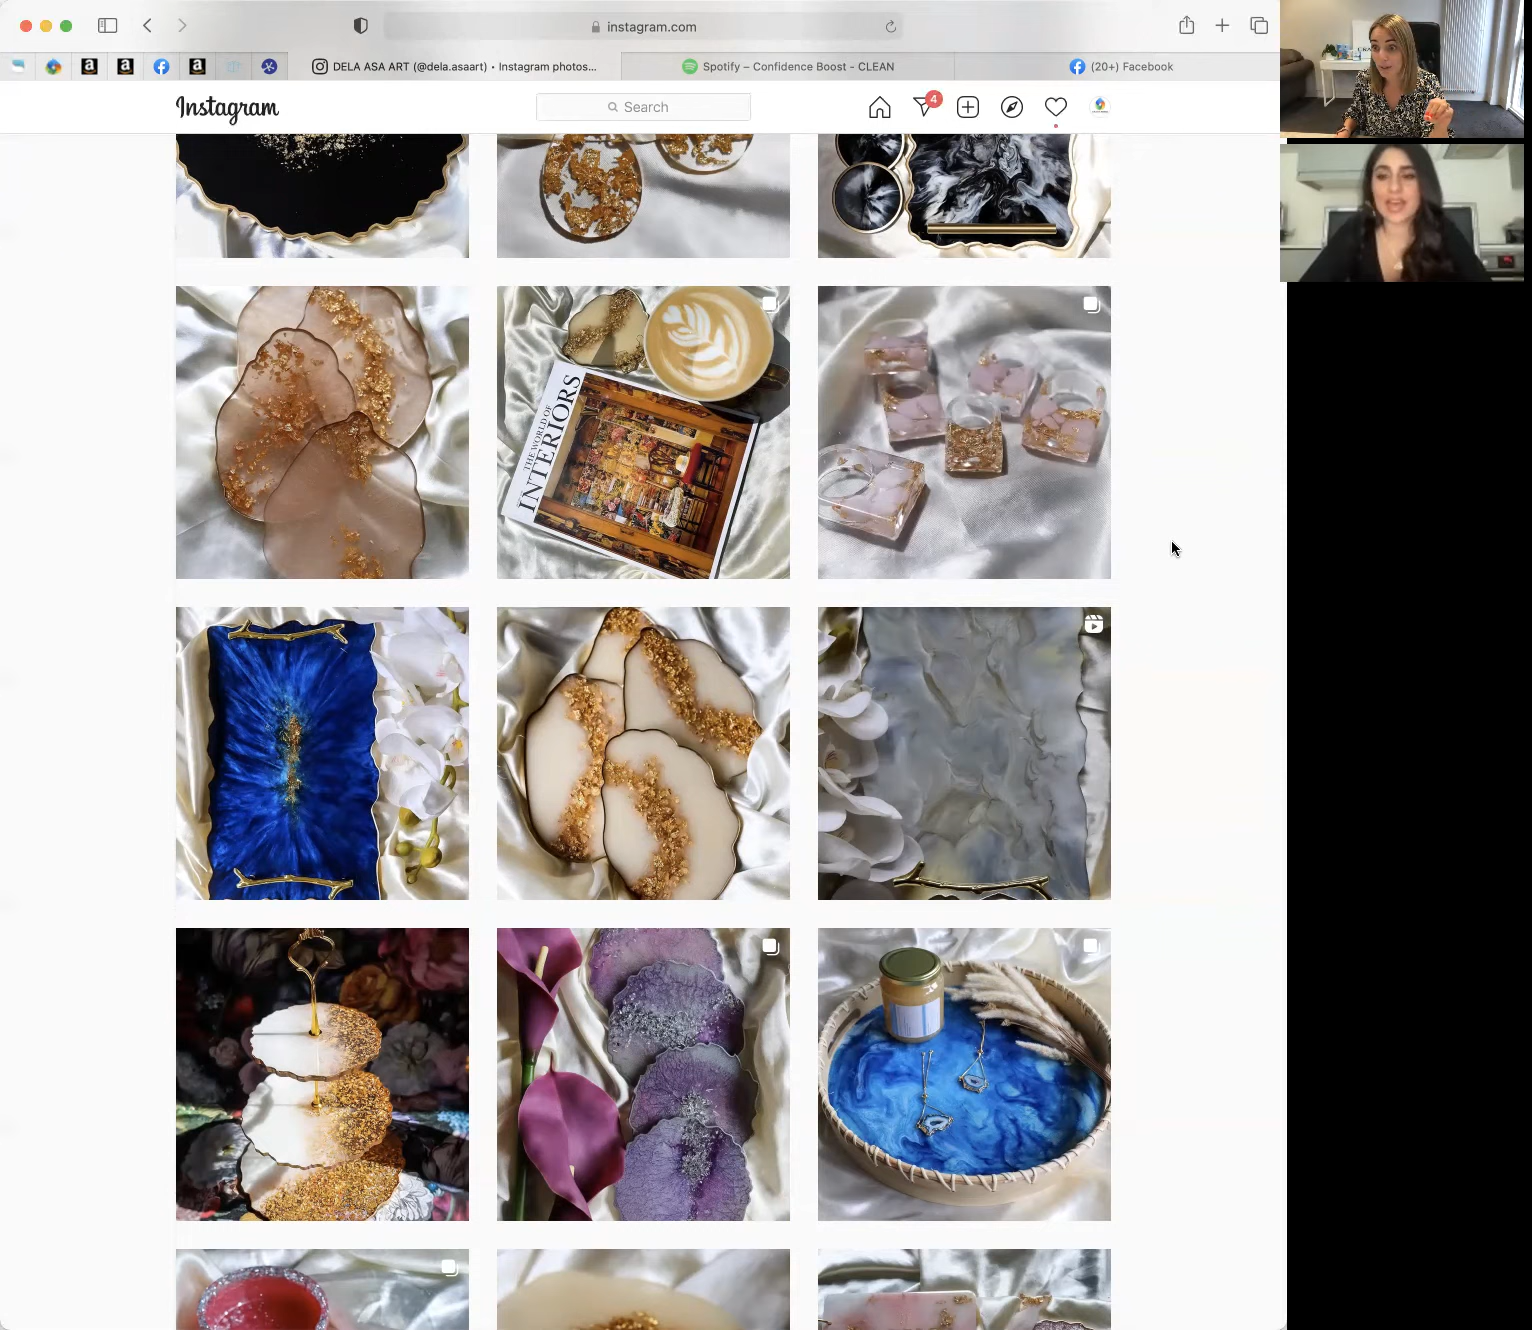 instagram.com
DELA ASA ART (@dela.asaart) • Instagram photos...
Spotify – Confidence Boost - CLEAN
(20+) Facebook
Instagram
Search
4
THE WORLD OF
INTERIORS